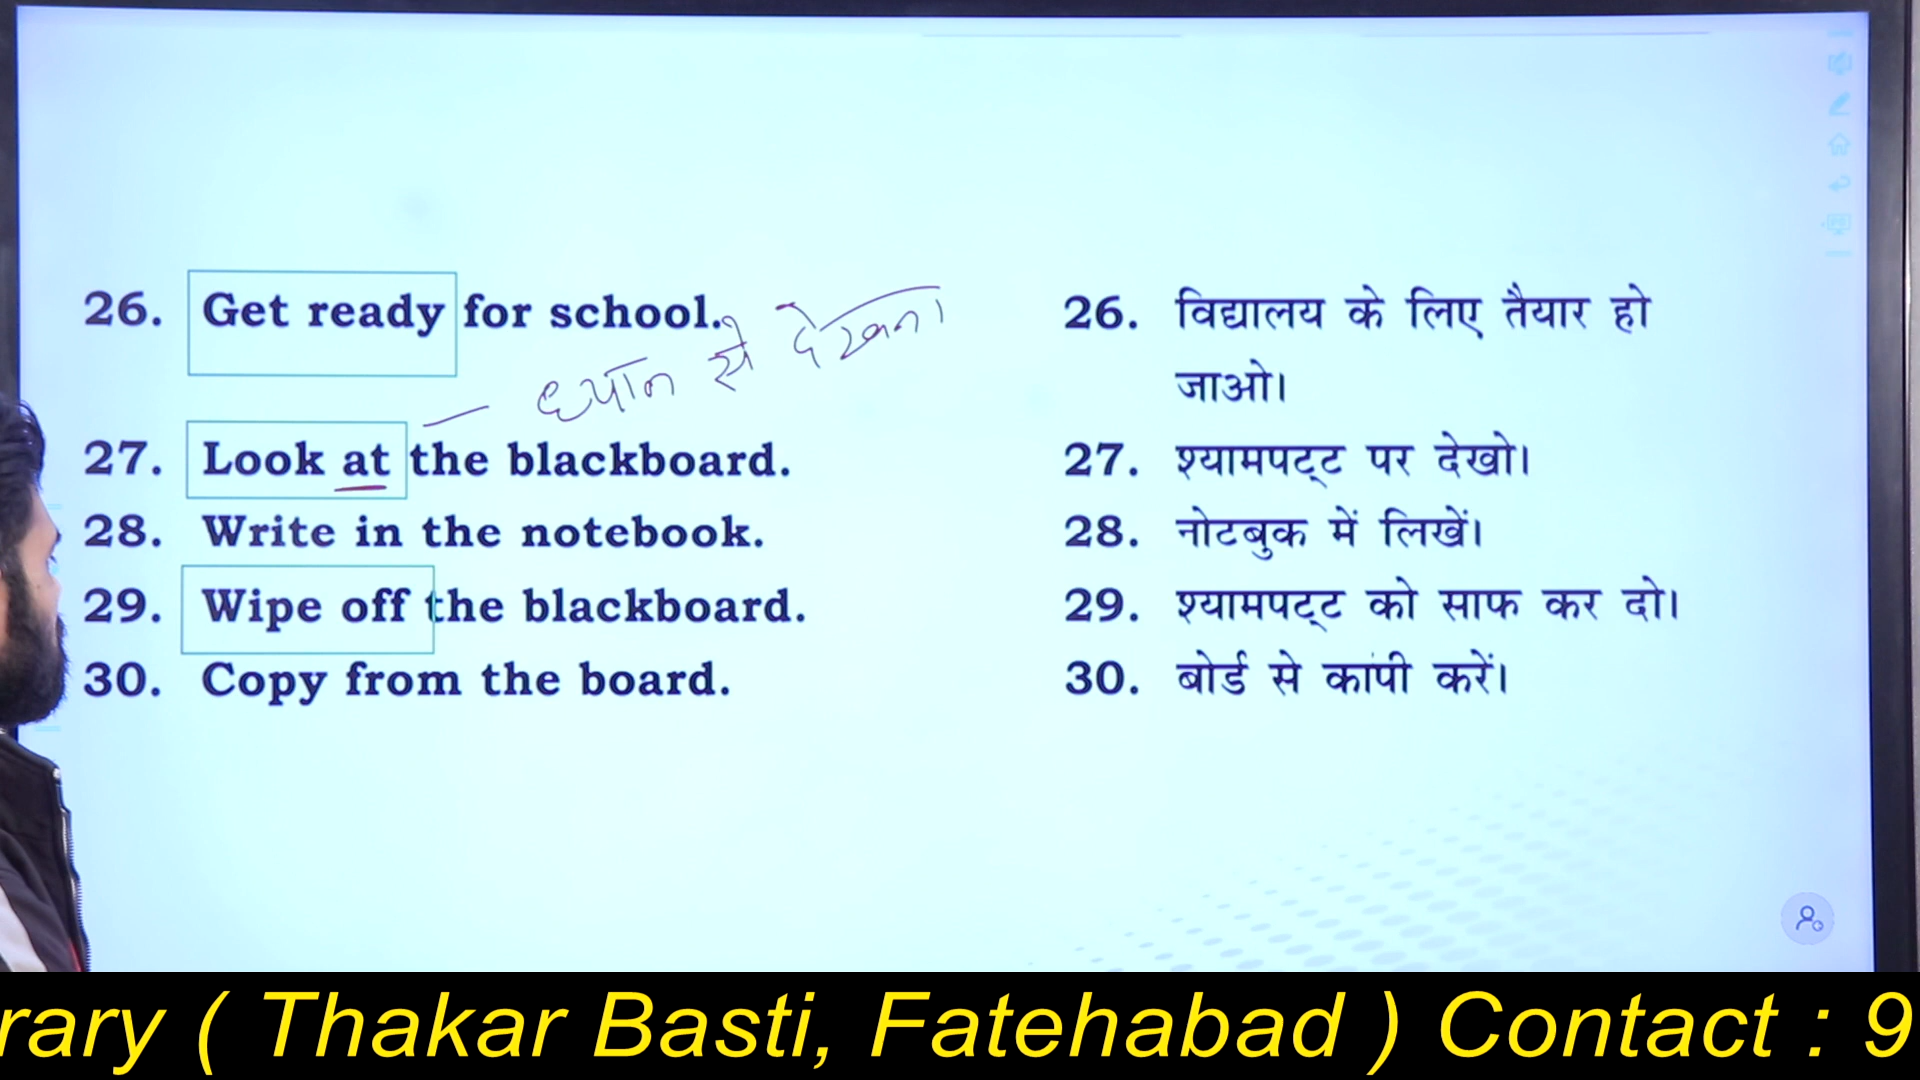 26. Get ready for school.
ध्यान से देखना
27. Look at the blackboard.
28. Write in the notebook.
29. Wipe off the blackboard.
30. Copy from the board.
26. विद्यालय के लिए तैयार हो
जाओ।
27. श्यामपट्ट पर देखो।
28. नोटबुक में लिखें।
29. श्यामपट्ट को साफ कर दो।
30. बोर्ड से कांपी करें।
rary ( Thakar Basti, Fatehabad ) Contact : 9